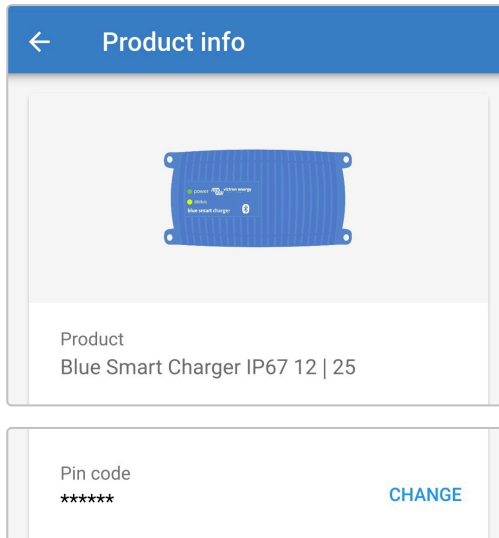 Product info
power victron energy
status
blue smart charger
Product
Blue Smart Charger IP67 12 | 25
Pin code
******
CHANGE